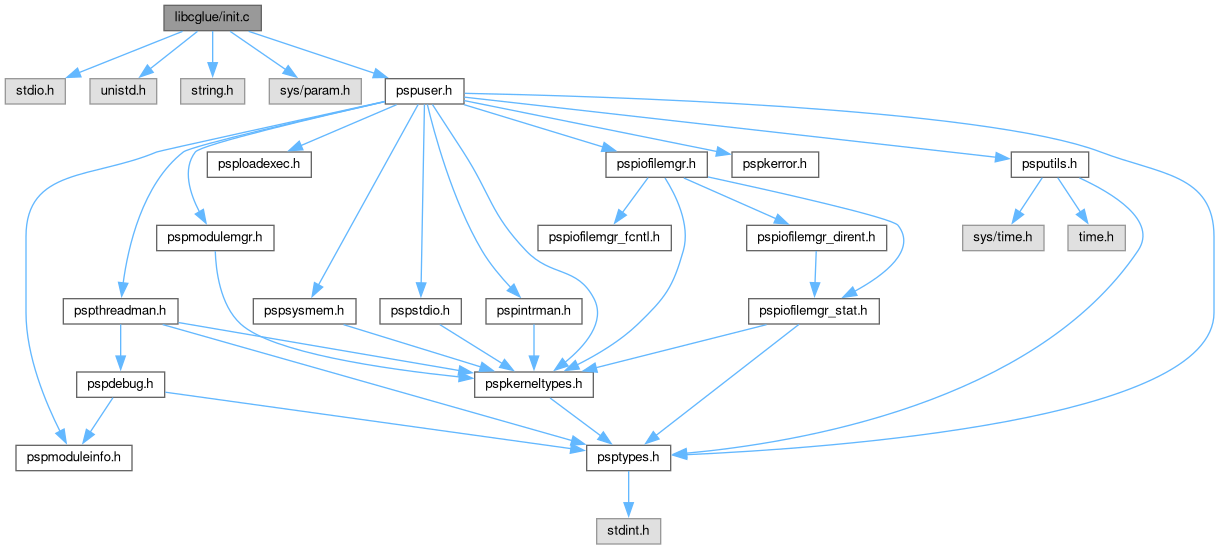 libcglue/init.c
stdio.h
unistd.h
string.h
sys/param.h
pspuser.h
psploadexec.h
pspiofilemgr.h
pspkerror.h
psputils.h
pspmodulemgr.h
pspiofilemgr_fcntl.h
pspiofilemgr_dirent.h
sys/time.h
time.h
pspthreadman.h
pspsysmem.h
pspstdio.h
pspintrman.h
pspiofilemgr_stat.h
pspdebug.h
pspkerneltypes.h
pspmoduleinfo.h
psptypes.h
stdint.h